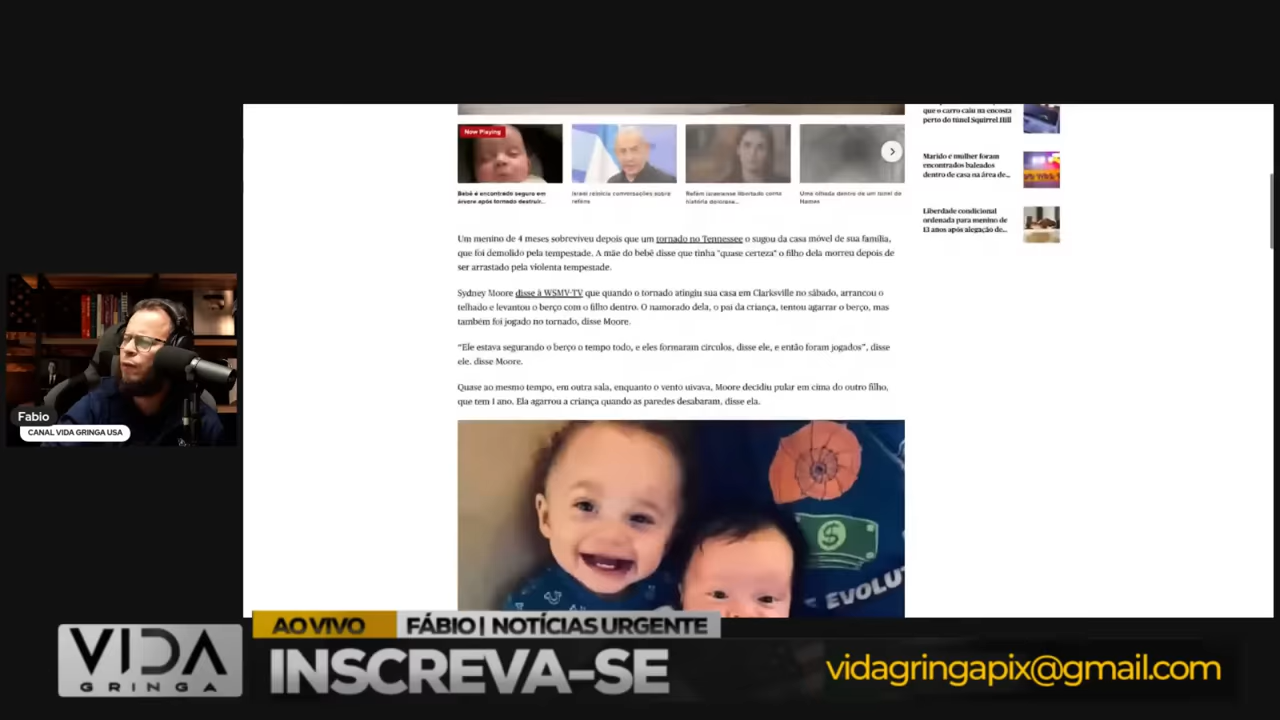 que o carro caiu na encosta
perto do túnel Squirrel Hill
Now Playing
Marido e mulher foram
encontrados baleados
dentro de casa na área de...
Bebê é encontrado seguro em
árvore após tornado destruir...
Israel reinicia conversações sobre
reféns
Refém israelense libertado conta
história dolorosa...
Uma olhada dentro de um túnel do
Hamas
Liberdade condicional
ordenada para menino de
13 anos após alegação de...
Um menino de 4 meses sobreviveu depois que um tornado no Tennessee o sugou da casa móvel de sua família,
que foi demolido pela tempestade. A mãe do bebê disse que tinha "quase certeza" o filho dela morreu depois de
ser arrastado pela violenta tempestade.
Sydney Moore disse à WSMV-TV que quando o tornado atingiu sua casa em Clarksville no sábado, arrancou o
telhado e levantou o berço com o filho dentro. O namorado dela, o pai da criança, tentou agarrar o berço, mas
também foi jogado no tornado, disse Moore.
“Ele estava segurando o berço o tempo todo, e eles formaram círculos, disse ele, e então foram jogados”, disse
ele. disse Moore.
Quase ao mesmo tempo, em outra sala, enquanto o vento uivava, Moore decidiu pular em cima do outro filho,
que tem 1 ano. Ela agarrou a criança quando as paredes desabaram, disse ela.
EVOLU
Fabio
CANAL VIDA GRINGA USA
AO VIVO
FÁBIO | NOTÍCIAS URGENTE
VIDA
GRINGA
INSCREVA-SE
vidagringapix@gmail.com